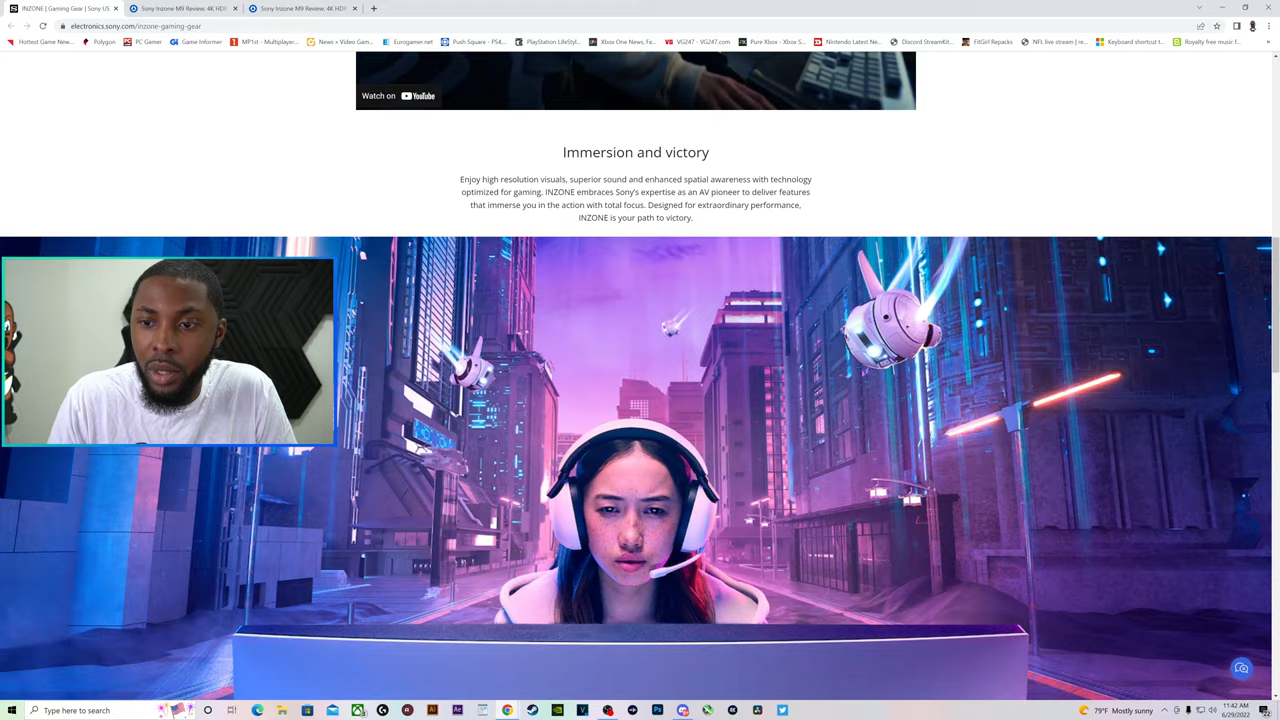 INZONE | Gaming Gear | Sony US
Sony Inzone M9 Review: 4K HDR
Sony Inzone M9 Review: 4K HDR
electronics.sony.com/inzone-gaming-gear
Hottest Game New...
Polygon
PC Gamer
Game Informer
MP1st - Multiplayer...
News » Video Gam...
Eurogamer.net
Push Square - PS4,...
PlayStation LifeStyl...
Xbox One News, Fe...
VG247 - VG247.com
Pure Xbox - Xbox S...
Nintendo Latest Ne...
Discord StreamKit...
FitGirl Repacks
NFL live stream | re...
Keyboard shortcut t...
Royalty free music f...
Watch on YouTube
Immersion and victory
Enjoy high resolution visuals, superior sound and enhanced spatial awareness with technology
optimized for gaming. INZONE embraces Sony's expertise as an AV pioneer to deliver features
that immerse you in the action with total focus. Designed for extraordinary performance,
INZONE is your path to victory.
Type here to search
79°F Mostly sunny
11:42 AM
6/29/2022
22